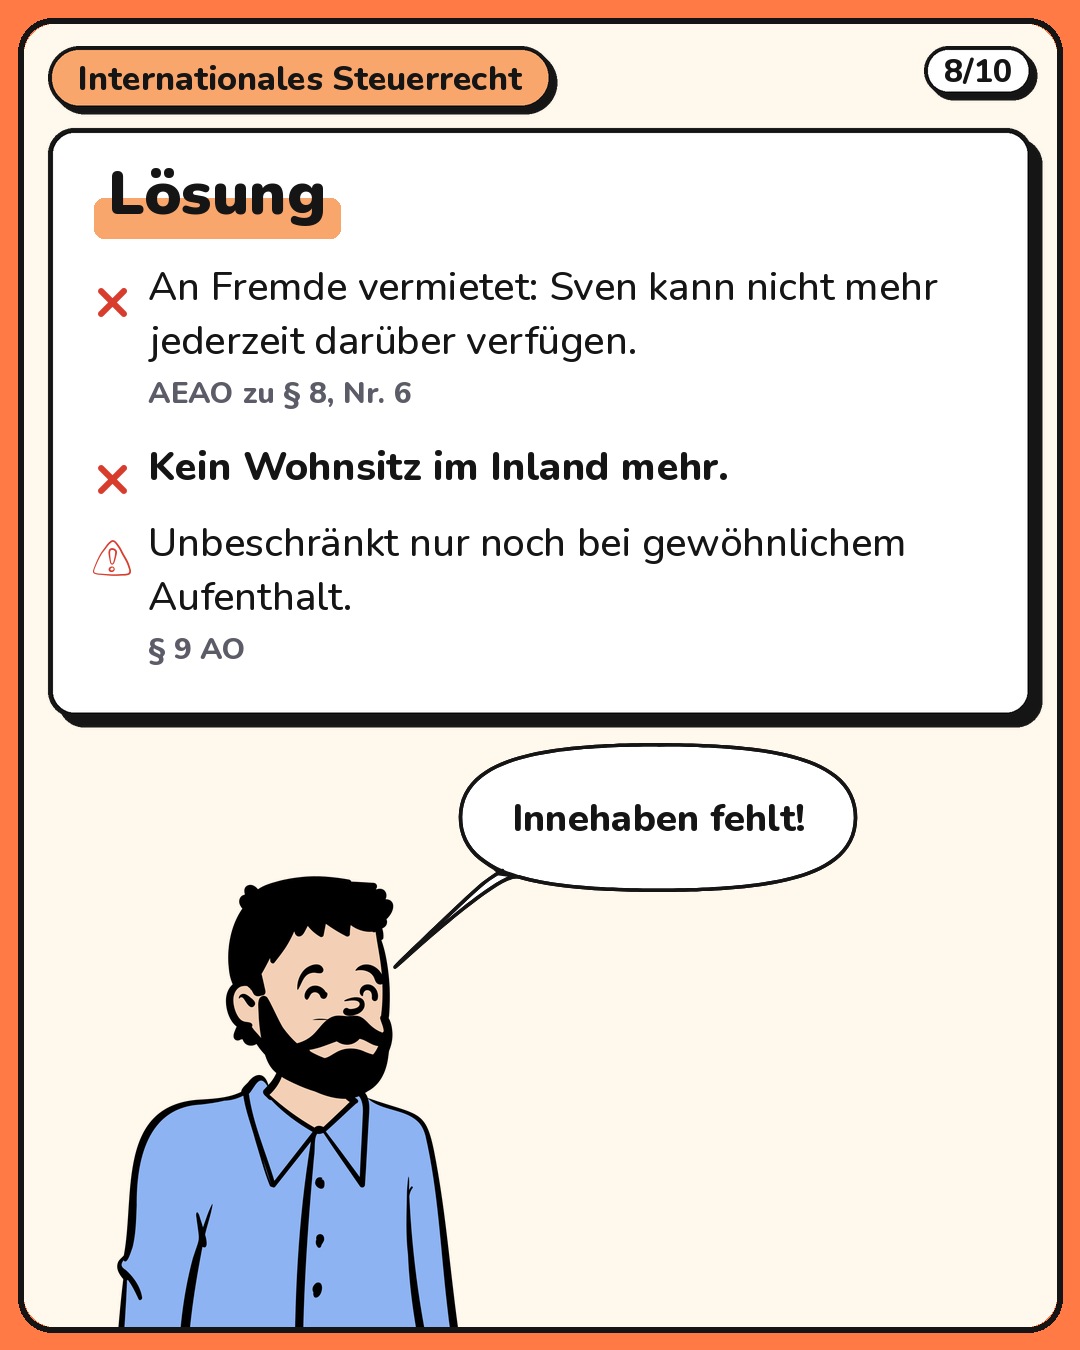 Internationales Steuerrecht
8/10
Lösung
An Fremde vermietet: Sven kann nicht mehr
jederzeit darüber verfügen.
AEAO zu § 8, Nr. 6
Kein Wohnsitz im Inland mehr.
Unbeschränkt nur noch bei gewöhnlichem
Aufenthalt.
§ 9 AO
Innehaben fehlt!